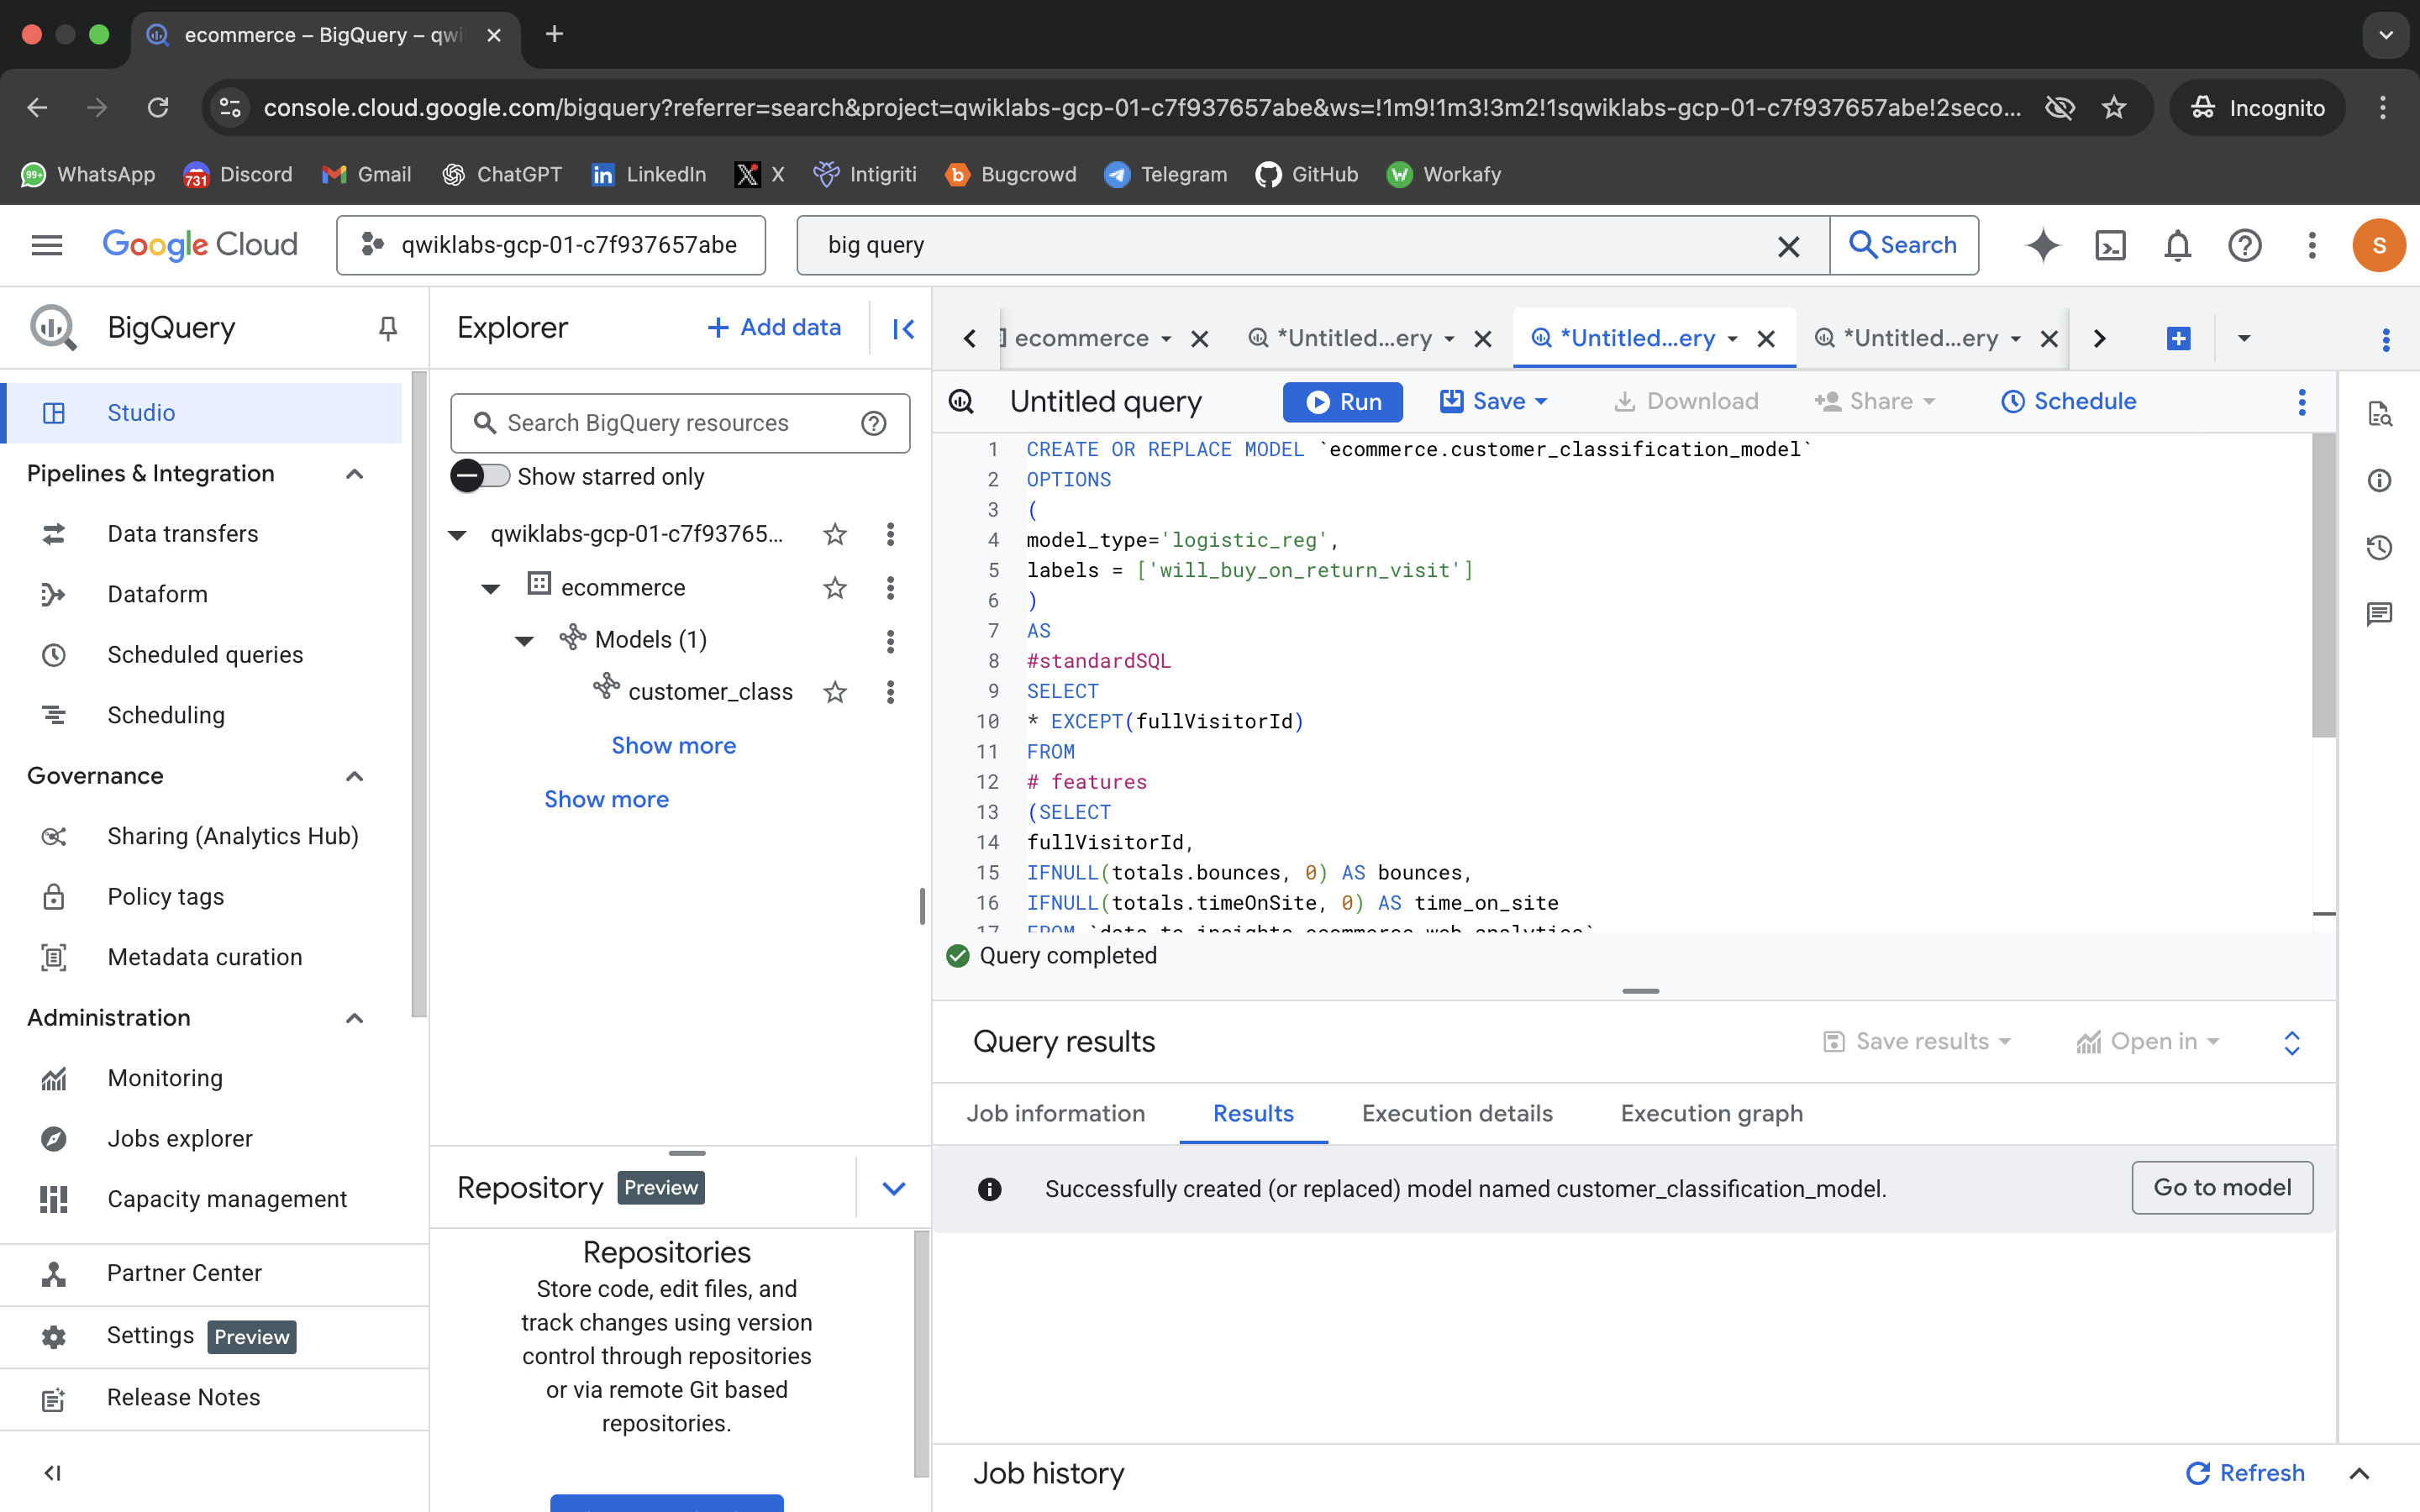 ecommerce – BigQuery – qwi
console.cloud.google.com/bigquery?referrer=search&project=qwiklabs-gcp-01-c7f937657abe&ws=!1m9!1m3!3m2!1sqwiklabs-gcp-01-c7f937657abe!2seco...
Incognito
99+ WhatsApp
731 Discord
Gmail
ChatGPT
LinkedIn
X
Intigriti
Bugcrowd
Telegram
GitHub
Workafy
Google Cloud
qwiklabs-gcp-01-c7f937657abe
big query
Search
S
BigQuery
Studio
Pipelines & Integration
Data transfers
Dataform
Scheduled queries
Scheduling
Governance
Sharing (Analytics Hub)
Policy tags
Metadata curation
Administration
Monitoring
Jobs explorer
Capacity management
Partner Center
Settings Preview
Release Notes
Explorer
+ Add data
Search BigQuery resources
Show starred only
qwiklabs-gcp-01-c7f93765...
ecommerce
Models (1)
customer_class
Show more
Show more
Repository Preview
Repositories
Store code, edit files, and
track changes using version
control through repositories
or via remote Git based
repositories.
ecommerce
*Untitled...ery
*Untitled...ery
*Untitled...ery
Untitled query
Run
Save
Download
Share
Schedule
1 CREATE OR REPLACE MODEL `ecommerce.customer_classification_model`
2 OPTIONS
3 (
4 model_type='logistic_reg',
5 labels = ['will_buy_on_return_visit']
6 )
7 AS
8 #standardSQL
9 SELECT
10 * EXCEPT(fullVisitorId)
11 FROM
12 # features
13 (SELECT
14 fullVisitorId,
15 IFNULL(totals.bounces, 0) AS bounces,
16 IFNULL(totals.timeOnSite, 0) AS time_on_site
17 FROM `data-to-insights.ecommerce.web_analytics`
Query completed
Query results
Save results
Open in
Job information
Results
Execution details
Execution graph
Successfully created (or replaced) model named customer_classification_model.
Go to model
Job history
Refresh